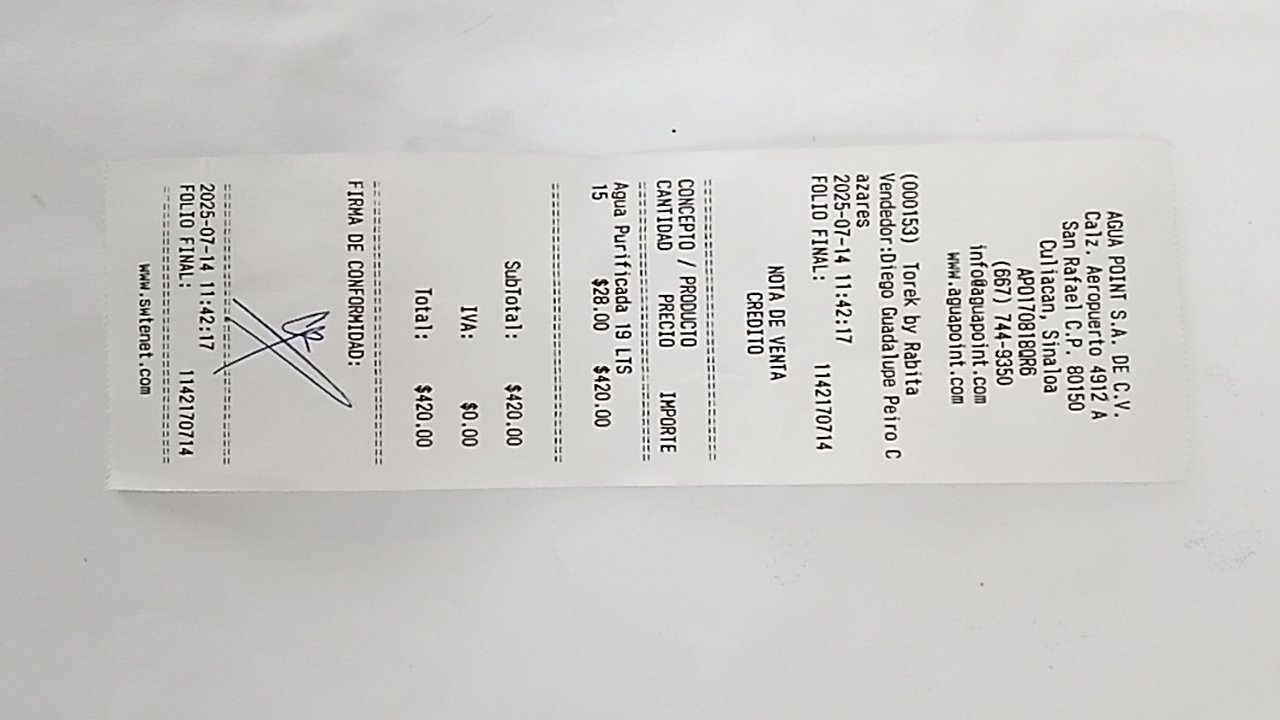 AGUA POINT S.A. DE C.V.
Calz. Aeropuerto 4912 A
San Rafael C.P. 80150
Culiacan, Sinaloa
APO170818QR6
(667) 744-9350
info@aguapoint.com
www.aguapoint.com
(000153) Torek by Rabita
Vendedor:Diego Guadalupe Peiro C
azares
2025-07-14 11:42:17
FOLIO FINAL: 1142170714
NOTA DE VENTA
CREDITO
================================
CONCEPTO / PRODUCTO
CANTIDAD PRECIO IMPORTE
================================
Agua Purificada 19 LTS
15 $28.00 $420.00
================================
SubTotal: $420.00
IVA: $0.00
Total: $420.00
================================
FIRMA DE CONFORMIDAD:
================================
2025-07-14 11:42:17
FOLIO FINAL: 1142170714
================================
www.swtenet.com